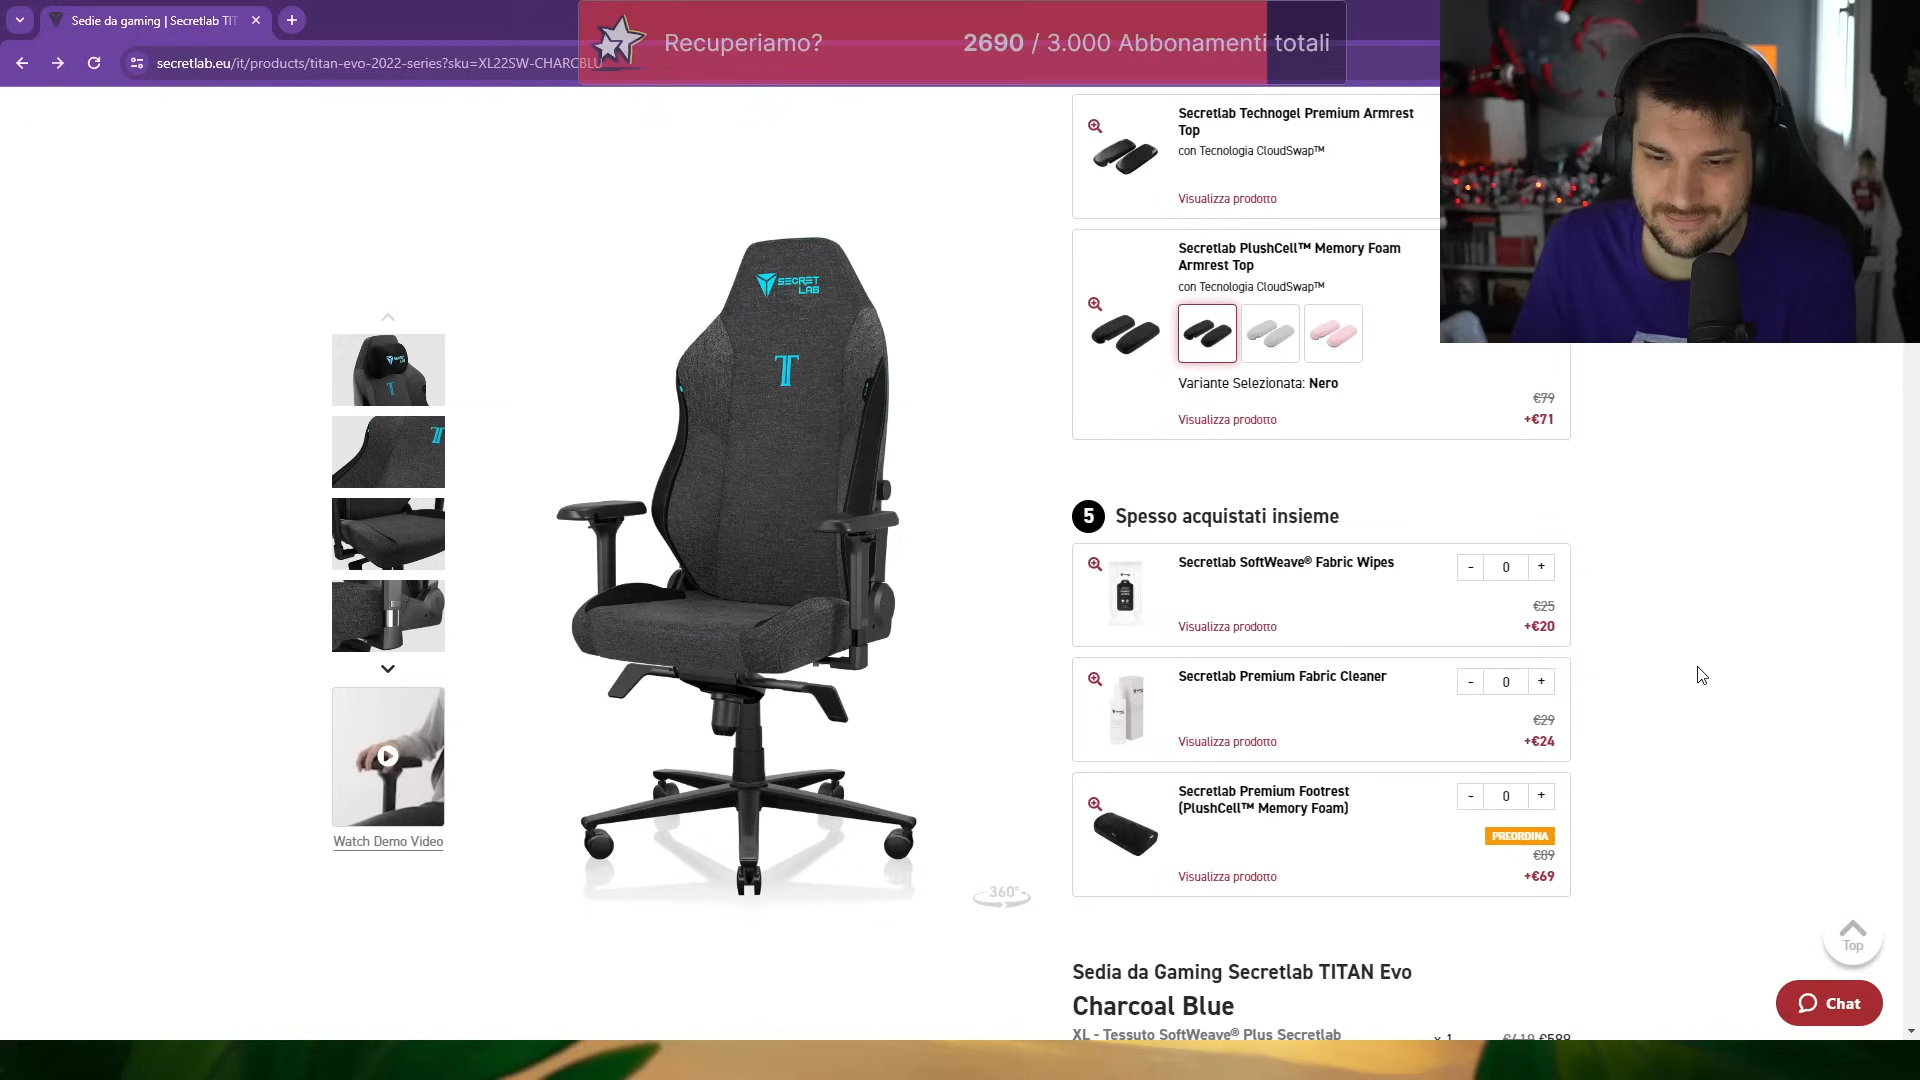 Sedie da gaming | Secretlab TIT
secretlab.eu/it/products/titan-evo-2022-series?sku=XL22SW-CHARCBLU
Recuperiamo?
2690 / 3.000 Abbonamenti totali
Secretlab Technogel Premium Armrest
Top
con Tecnologia CloudSwap™
Visualizza prodotto
Secretlab PlushCell™ Memory Foam
Armrest Top
con Tecnologia CloudSwap™
Variante Selezionata: Nero
€79
Visualizza prodotto
+€71
SECRET
LAB
T
5 Spesso acquistati insieme
Secretlab SoftWeave® Fabric Wipes
- 0 +
€25
Visualizza prodotto
+€20
Secretlab Premium Fabric Cleaner
- 0 +
€29
Visualizza prodotto
+€24
Secretlab Premium Footrest
(PlushCell™ Memory Foam)
- 0 +
PREORDINA
€89
Visualizza prodotto
+€69
Watch Demo Video
360°
Sedia da Gaming Secretlab TITAN Evo
Charcoal Blue
XL - Tessuto SoftWeave® Plus Secretlab
x 1
Top
Chat